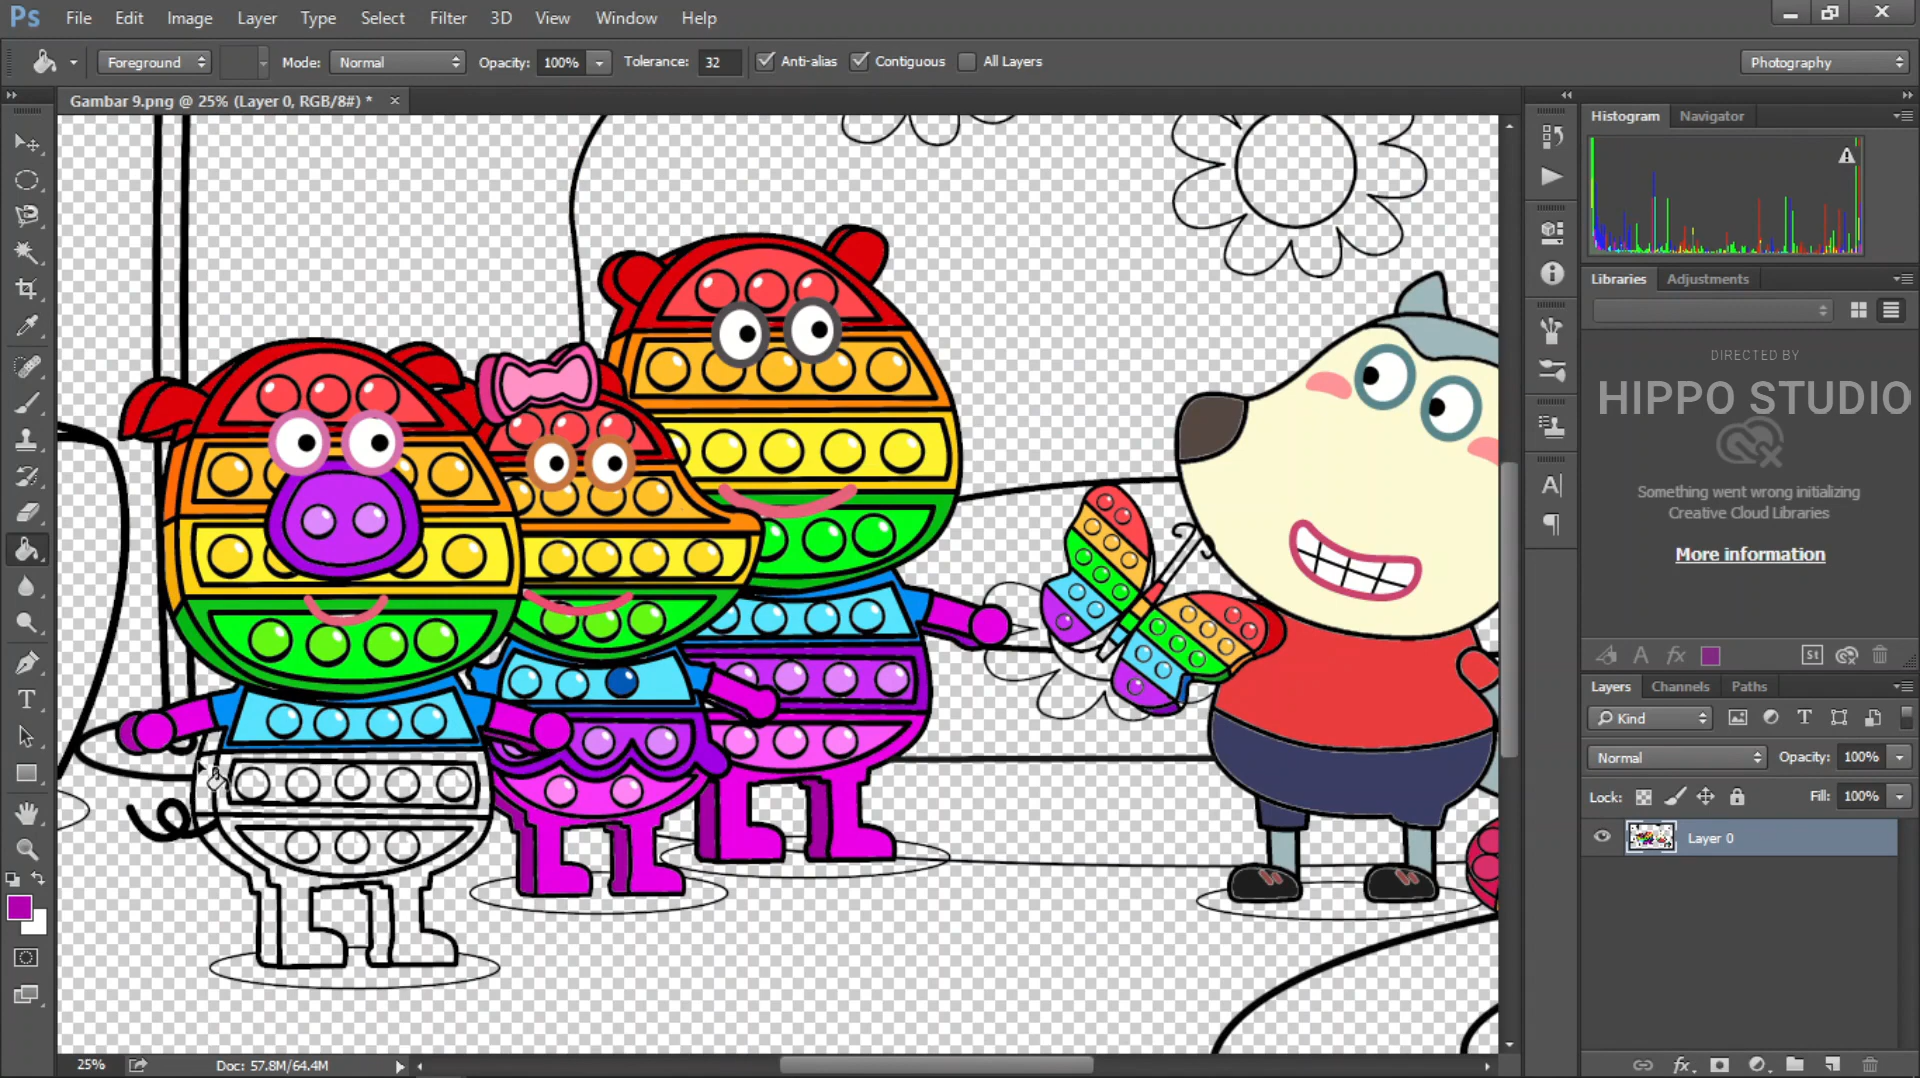 Ps File Edit Image Layer Type Select Filter 3D View Window Help
Foreground Mode: Normal Opacity: 100% Tolerance: 32 Anti-alias Contiguous All Layers Photography
Gambar 9.png @ 25% (Layer 0, RGB/8#) * ×
Histogram Navigator
Libraries Adjustments
DIRECTED BY
HIPPO STUDIO
Something went wrong initializing
Creative Cloud Libraries
More information
A fx St
Layers Channels Paths
Kind
Normal Opacity: 100%
Lock: Fill: 100%
Layer 0
25% Doc: 57.8M/64.4M
fx